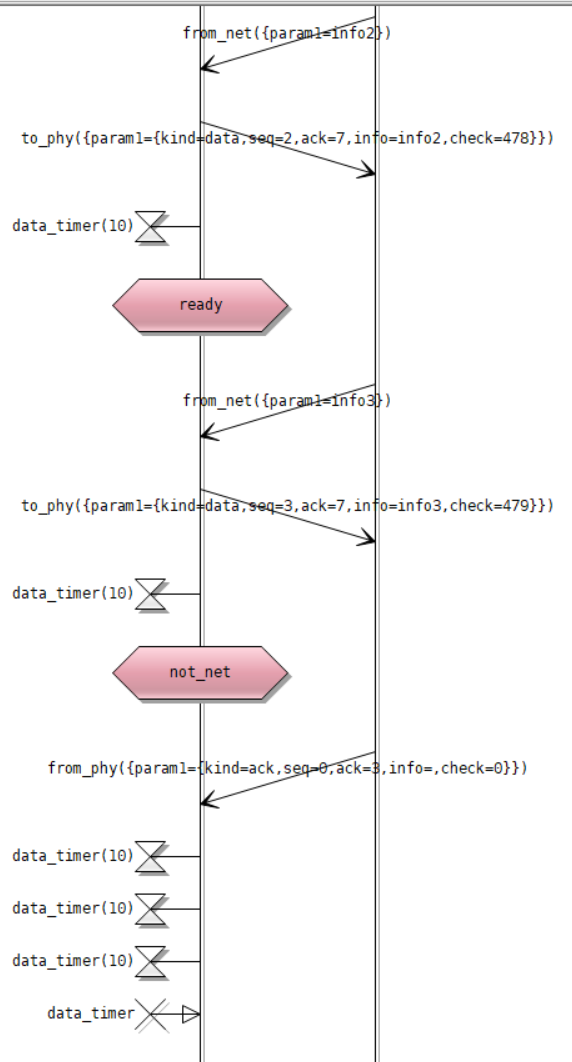 from_net({param1=info2})
to_phy({param1={kind=data,seq=2,ack=7,info=info2,check=478}})
data_timer(10)
ready
from_net({param1=info3})
to_phy({param1={kind=data,seq=3,ack=7,info=info3,check=479}})
data_timer(10)
not_net
from_phy({param1={kind=ack,seq=0,ack=3,info=,check=0}})
data_timer(10)
data_timer(10)
data_timer(10)
data_timer